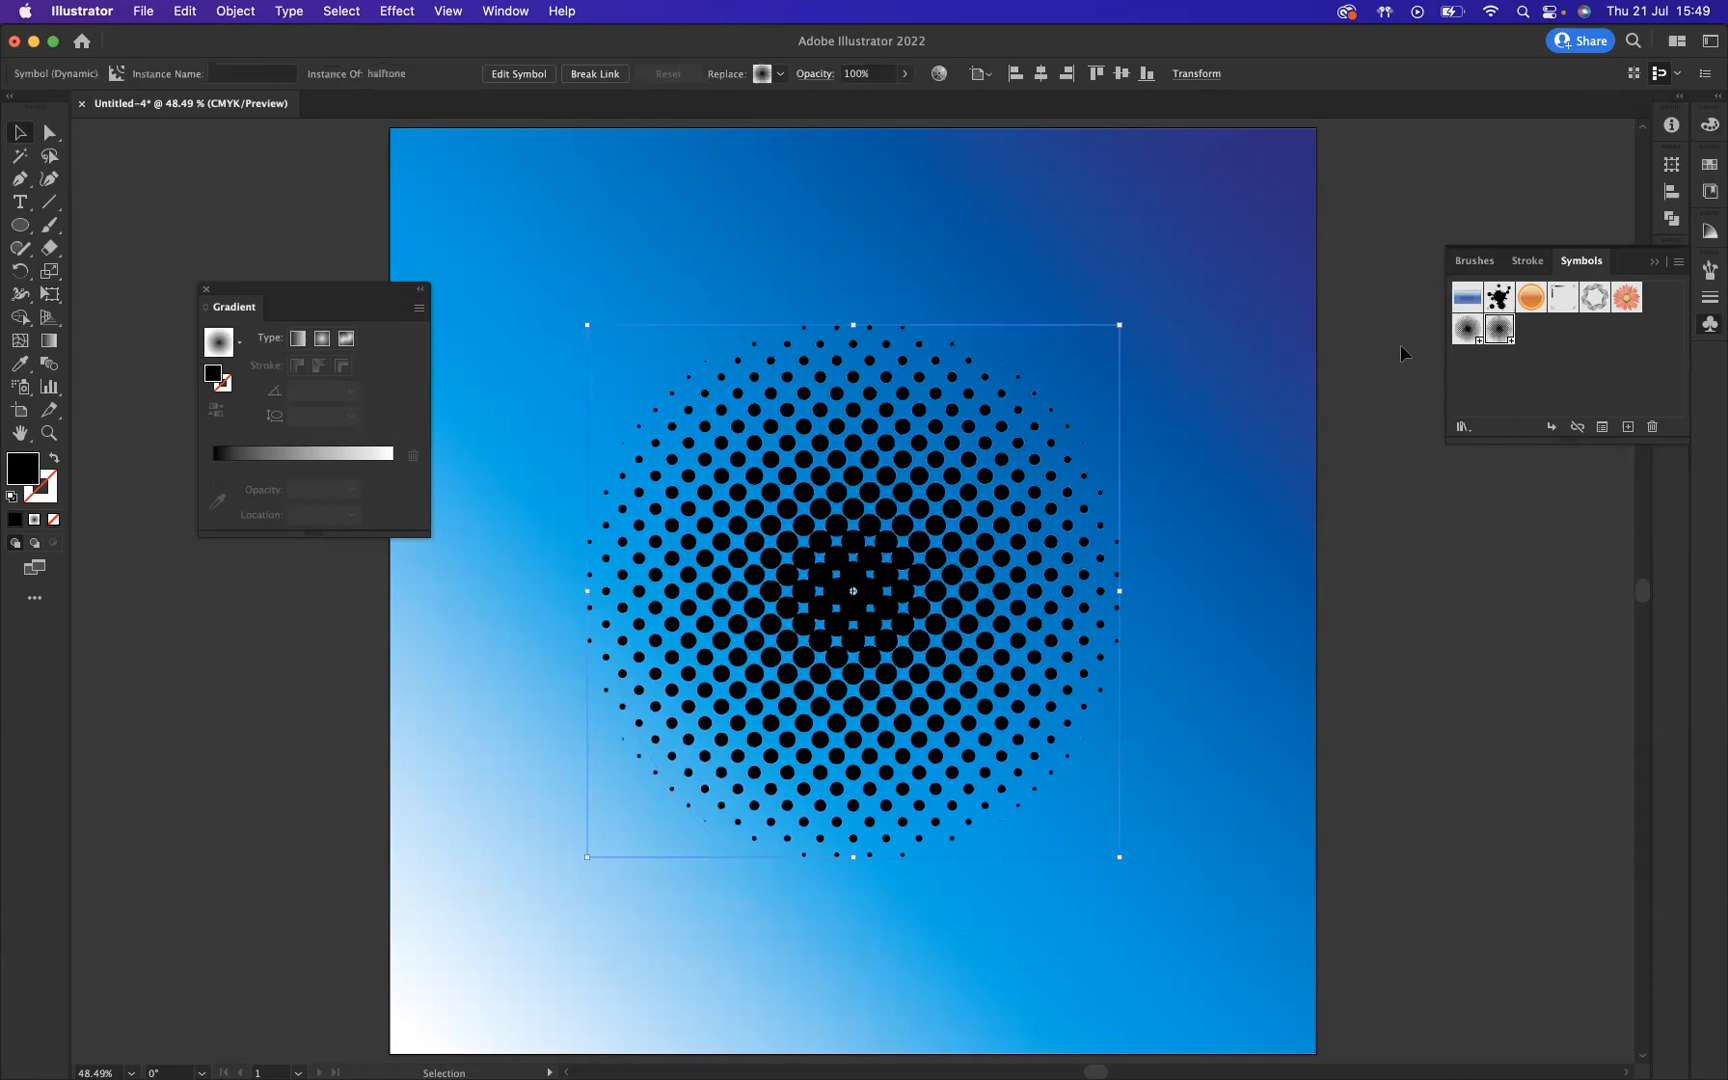 Illustrator File Edit Object Type Select Effect View Window Help Thu 21 Jul 15:49
Adobe Illustrator 2022 Share
Symbol (Dynamic) Instance Name: Instance Of: halftone Edit Symbol Break Link Reset Replace: Opacity: 100% Transform
× Untitled-4* @ 48.49 % (CMYK/Preview)
Brushes Stroke Symbols
Gradient
Type:
Stroke:
Opacity:
Location:
48.49% 0° 1 Selection